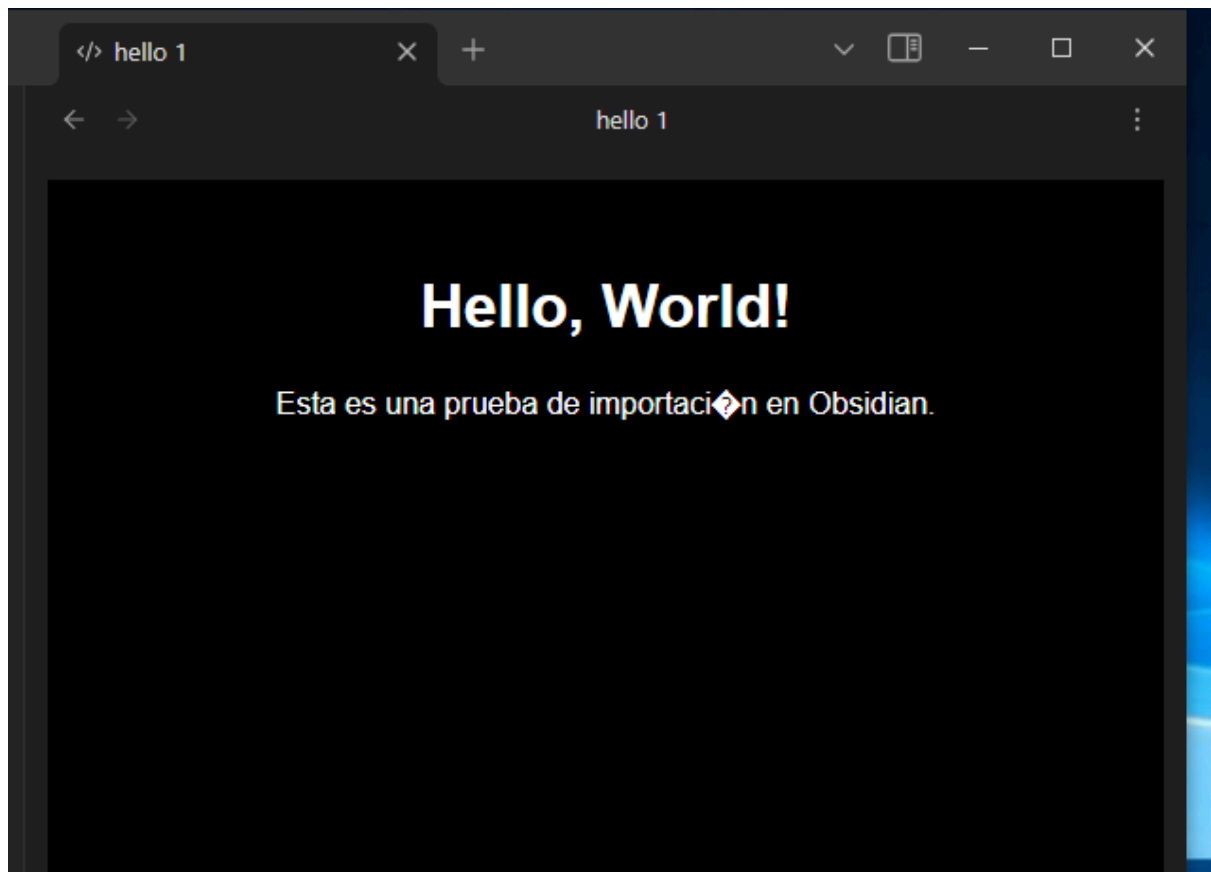 </> hello 1
hello 1
Hello, World!
Esta es una prueba de importaci�n en Obsidian.